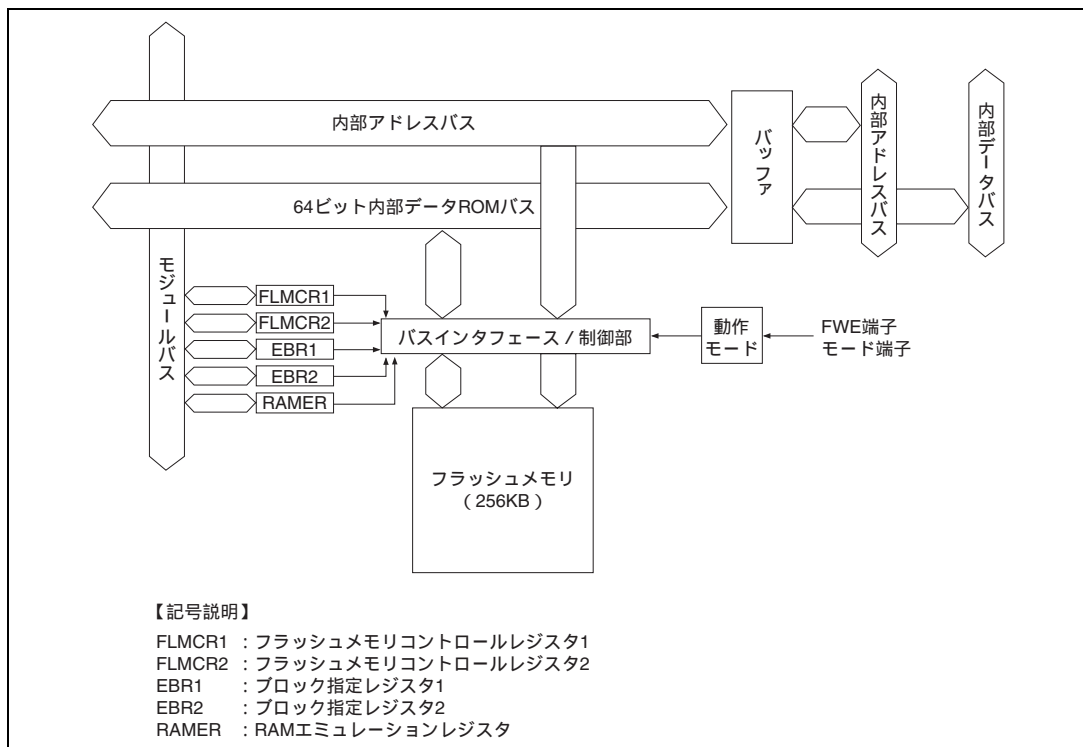 内部アドレスバス
64ビット内部データROMバス
バッファ
内部アドレスバス
内部データバス
モジュールバス
FLMCR1
FLMCR2
EBR1
EBR2
RAMER
バスインタフェース / 制御部
動作
モード
FWE端子
モード端子
フラッシュメモリ
( 256KB )
【記号説明】
FLMCR1 : フラッシュメモリコントロールレジスタ1
FLMCR2 : フラッシュメモリコントロールレジスタ2
EBR1 : ブロック指定レジスタ1
EBR2 : ブロック指定レジスタ2
RAMER : RAMエミュレーションレジスタ